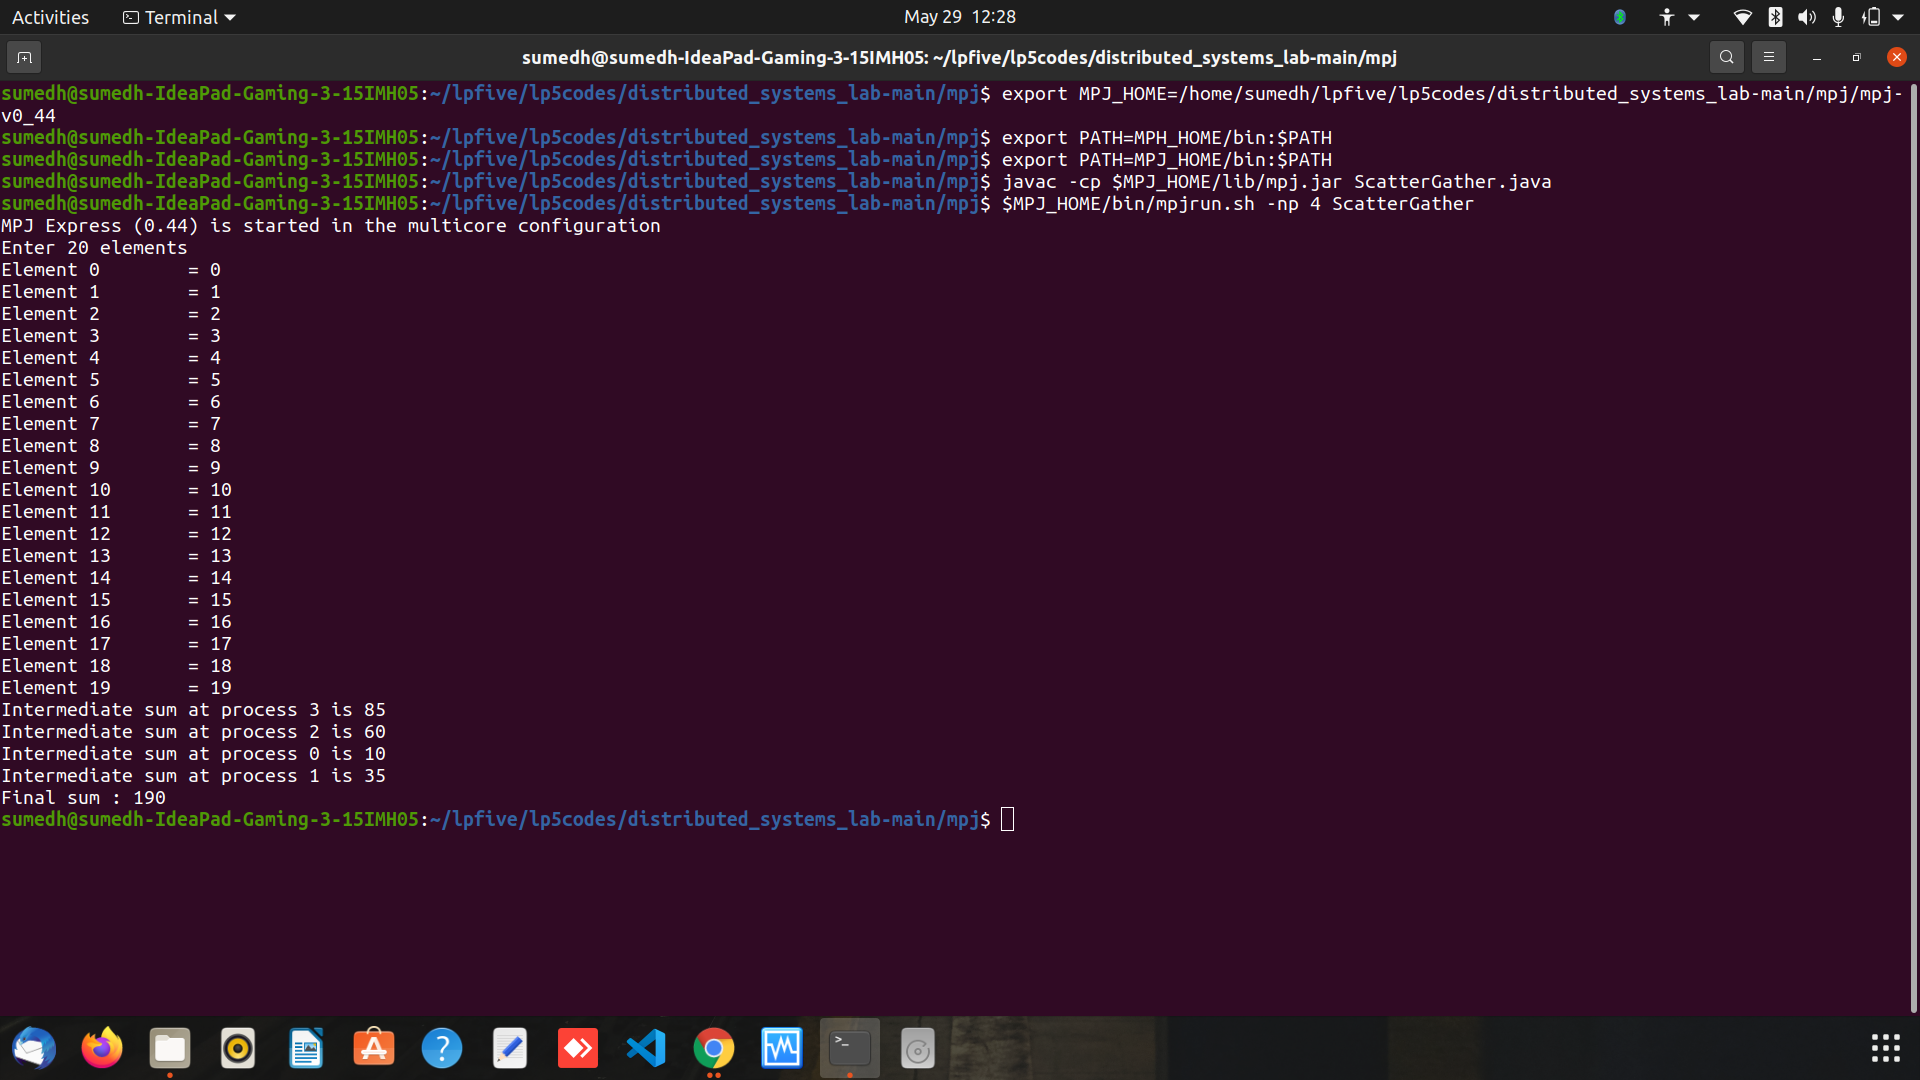 Activities Terminal May 29 12:28
sumedh@sumedh-IdeaPad-Gaming-3-15IMH05: ~/lpfive/lp5codes/distributed_systems_lab-main/mpj
sumedh@sumedh-IdeaPad-Gaming-3-15IMH05:~/lpfive/lp5codes/distributed_systems_lab-main/mpj$ export MPJ_HOME=/home/sumedh/lpfive/lp5codes/distributed_systems_lab-main/mpj/mpj-
v0_44
sumedh@sumedh-IdeaPad-Gaming-3-15IMH05:~/lpfive/lp5codes/distributed_systems_lab-main/mpj$ export PATH=MPH_HOME/bin:$PATH
sumedh@sumedh-IdeaPad-Gaming-3-15IMH05:~/lpfive/lp5codes/distributed_systems_lab-main/mpj$ export PATH=MPJ_HOME/bin:$PATH
sumedh@sumedh-IdeaPad-Gaming-3-15IMH05:~/lpfive/lp5codes/distributed_systems_lab-main/mpj$ javac -cp $MPJ_HOME/lib/mpj.jar ScatterGather.java
sumedh@sumedh-IdeaPad-Gaming-3-15IMH05:~/lpfive/lp5codes/distributed_systems_lab-main/mpj$ $MPJ_HOME/bin/mpjrun.sh -np 4 ScatterGather
MPJ Express (0.44) is started in the multicore configuration
Enter 20 elements
Element 0 = 0
Element 1 = 1
Element 2 = 2
Element 3 = 3
Element 4 = 4
Element 5 = 5
Element 6 = 6
Element 7 = 7
Element 8 = 8
Element 9 = 9
Element 10 = 10
Element 11 = 11
Element 12 = 12
Element 13 = 13
Element 14 = 14
Element 15 = 15
Element 16 = 16
Element 17 = 17
Element 18 = 18
Element 19 = 19
Intermediate sum at process 3 is 85
Intermediate sum at process 2 is 60
Intermediate sum at process 0 is 10
Intermediate sum at process 1 is 35
Final sum : 190
sumedh@sumedh-IdeaPad-Gaming-3-15IMH05:~/lpfive/lp5codes/distributed_systems_lab-main/mpj$